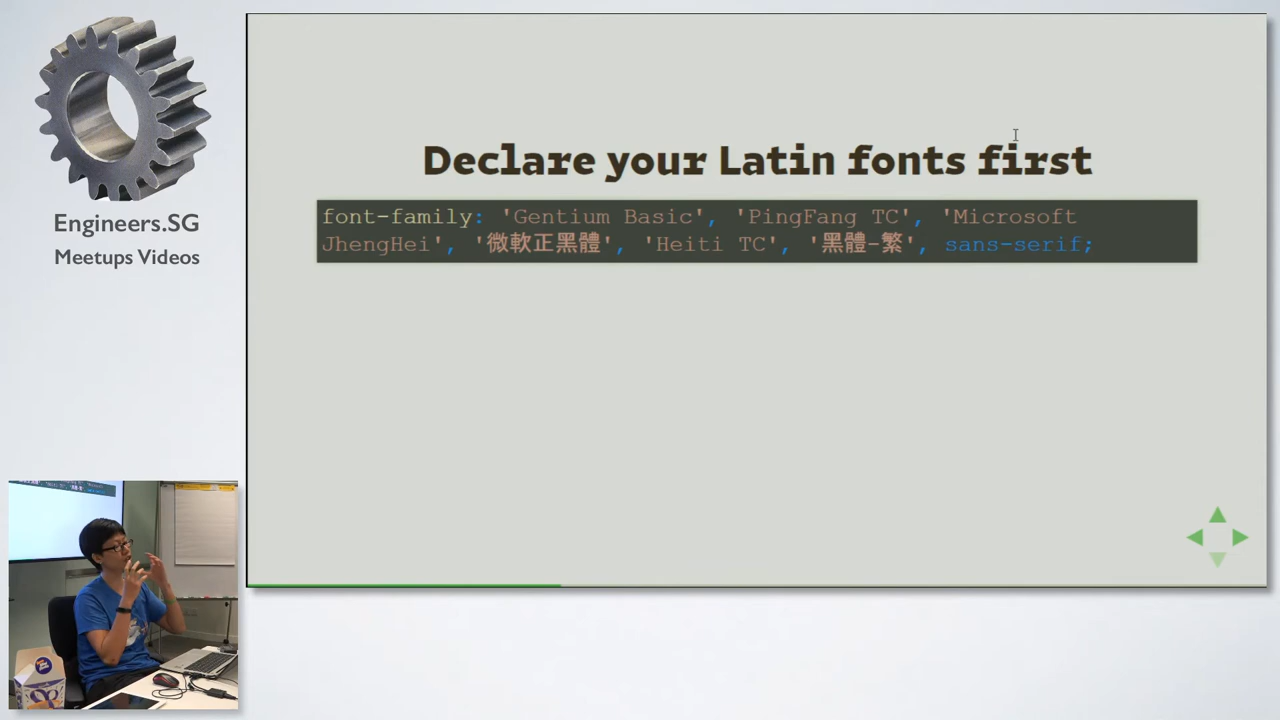 Engineers.SG
Meetups Videos
Declare your Latin fonts first
font-family: 'Gentium Basic', 'PingFang TC', 'Microsoft
JhengHei', '微軟正黑體', 'Heiti TC', '黑體-繁', sans-serif;